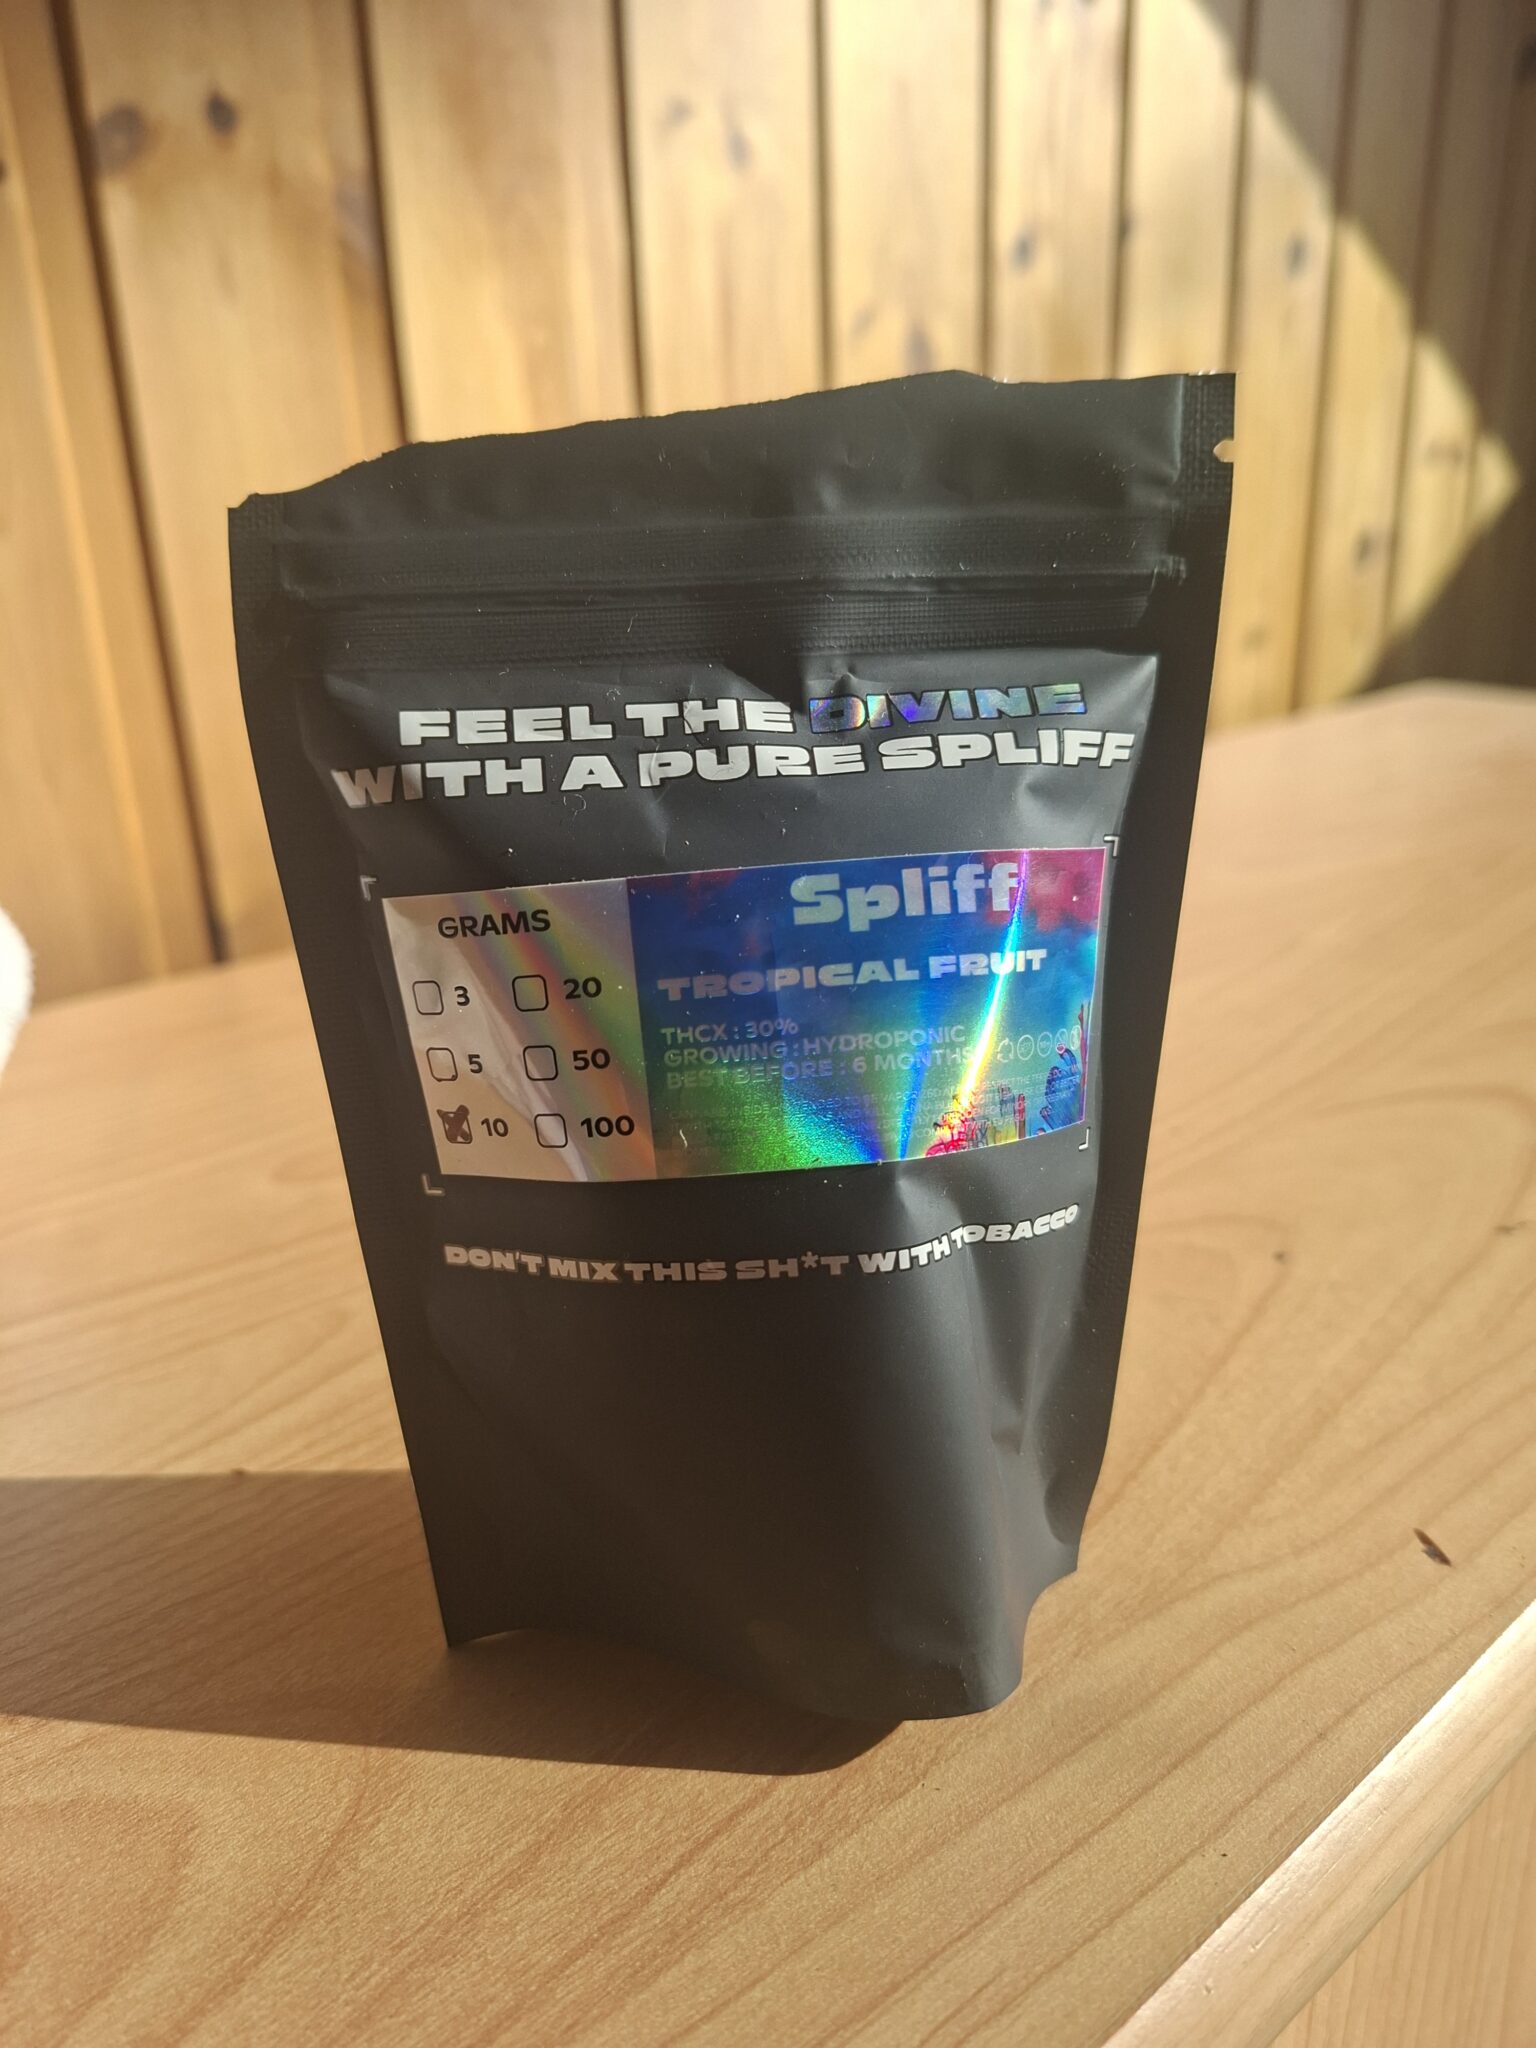 FEEL THE DIVINE
WITH A PURE SPLIFF
GRAMS
3
20
5
50
10
100
Spliff
TROPICAL FRUIT
THCX : 30%
GROWING : HYDROPONIC
BEST BEFORE : 6 MONTHS
DON'T MIX THIS SH*T WITH TOBACCO